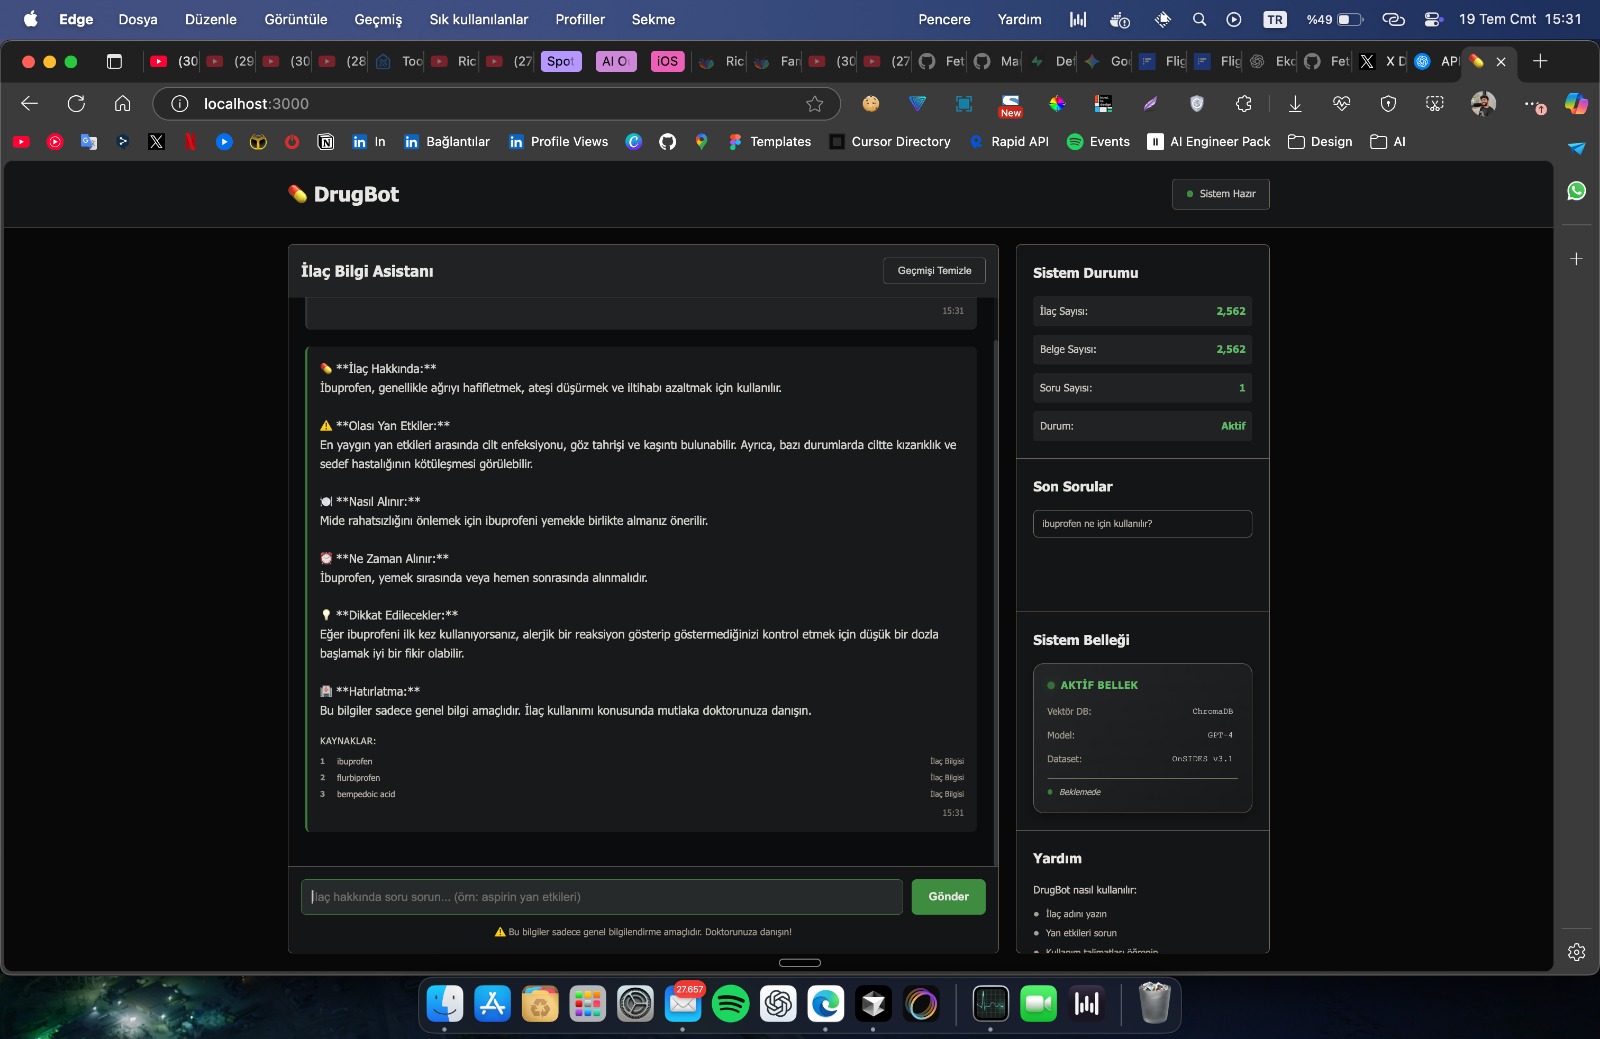 Edge Dosya Düzenle Görüntüle Geçmiş Sık kullanılanlar Profiller Sekme Pencere Yardım TR %49 19 Tem Cmt 15:31
(30 (29 (30 (28 Too Ric (27 Spot AI O iOS Ric Fan (30 (27 Fet Ma Def Goo Flig Flig Eko Fet X D API
localhost:3000
New
In Bağlantılar Profile Views Templates Cursor Directory Rapid API Events AI Engineer Pack Design AI
DrugBot
Sistem Hazır
İlaç Bilgi Asistanı
Geçmişi Temizle
15:31
💊 **İlaç Hakkında:**
İbuprofen, genellikle ağrıyı hafifletmek, ateşi düşürmek ve iltihabı azaltmak için kullanılır.
⚠️ **Olası Yan Etkiler:**
En yaygın yan etkileri arasında cilt enfeksiyonu, göz tahrişi ve kaşıntı bulunabilir. Ayrıca, bazı durumlarda ciltte kızarıklık ve
sedef hastalığının kötüleşmesi görülebilir.
🍽️ **Nasıl Alınır:**
Mide rahatsızlığını önlemek için ibuprofeni yemekle birlikte almanız önerilir.
⏰ **Ne Zaman Alınır:**
İbuprofen, yemek sırasında veya hemen sonrasında alınmalıdır.
💡 **Dikkat Edilecekler:**
Eğer ibuprofeni ilk kez kullanıyorsanız, alerjik bir reaksiyon gösterip göstermediğinizi kontrol etmek için düşük bir dozla
başlamak iyi bir fikir olabilir.
🏥 **Hatırlatma:**
Bu bilgiler sadece genel bilgi amaçlıdır. İlaç kullanımı konusunda mutlaka doktorunuza danışın.
KAYNAKLAR:
1 ibuprofen İlaç Bilgisi
2 flurbiprofen İlaç Bilgisi
3 bempedoic acid İlaç Bilgisi
15:31
İlaç hakkında soru sorun... (örn: aspirin yan etkileri)
Gönder
⚠️ Bu bilgiler sadece genel bilgilendirme amaçlıdır. Doktorunuza danışın!
Sistem Durumu
İlaç Sayısı: 2,562
Belge Sayısı: 2,562
Soru Sayısı: 1
Durum: Aktif
Son Sorular
ibuprofen ne için kullanılır?
Sistem Belleği
AKTİF BELLEK
Vektör DB: ChromaDB
Model: GPT-4
Dataset: OnSIDES v3.1
Beklemede
Yardım
DrugBot nasıl kullanılır:
• İlaç adını yazın
• Yan etkileri sorun
• Kullanım talimatları öğrenin
27.657